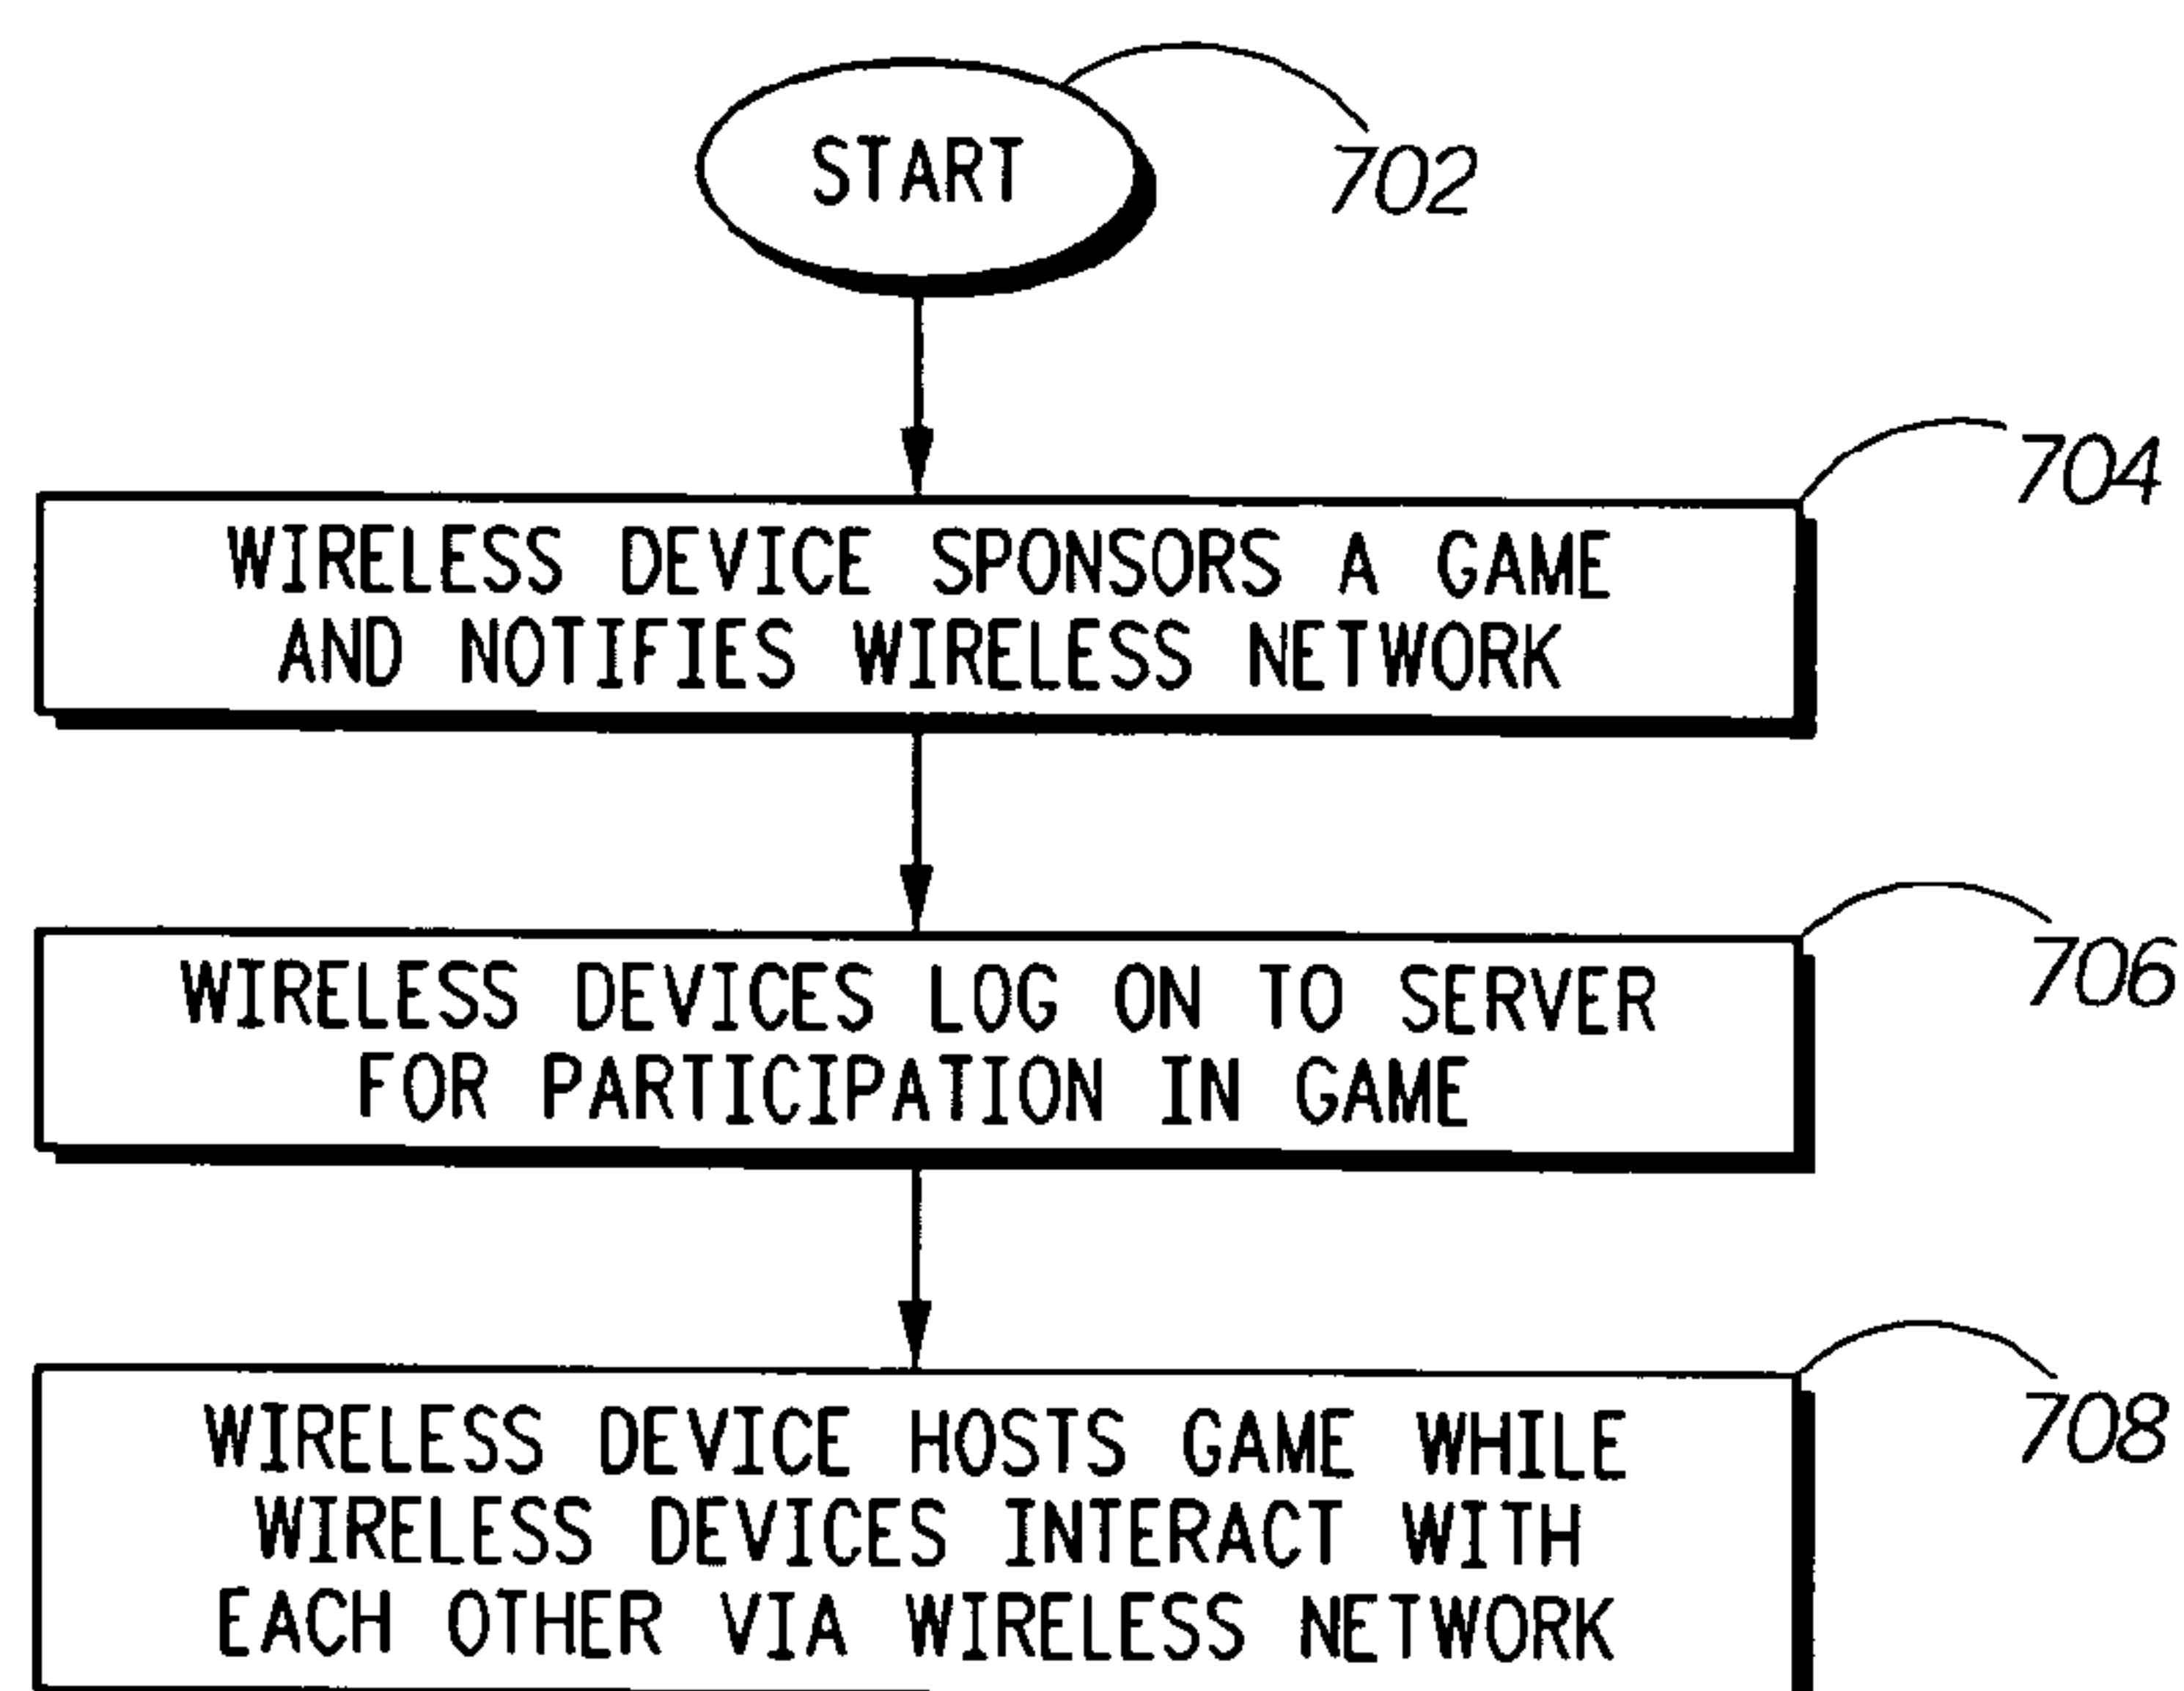 START
702
704
WIRELESS DEVICE SPONSORS A GAME
AND NOTIFIES WIRELESS NETWORK
706
WIRELESS DEVICES LOG ON TO SERVER
FOR PARTICIPATION IN GAME
708
WIRELESS DEVICE HOSTS GAME WHILE
WIRELESS DEVICES INTERACT WITH
EACH OTHER VIA WIRELESS NETWORK